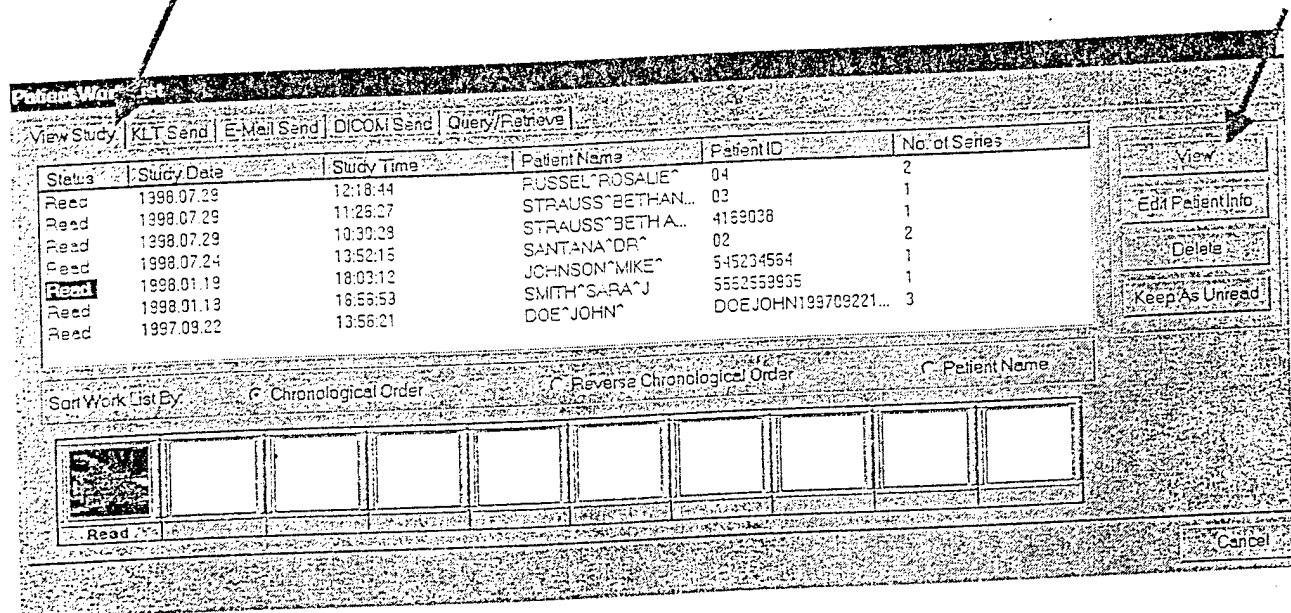 Patient Work List
View Study KLT Send E-Mail Send DICOM Send Query/Retrieve
Status Study Date Study Time Patient Name Patient ID No. of Series
Read 1998.07.29 12:18:44 RUSSEL^ROSALIE^ 04 2
Read 1998.07.29 11:26:27 STRAUSS^BETHAN... 03 1
Read 1998.07.29 10:39:29 STRAUSS^BETH A... 4169038 1
Read 1998.07.24 13:52:16 SANTANA^DR^ 02 2
Read 1998.01.19 18:03:12 JOHNSON^MIKE^ 545234564 1
Read 1998.01.13 16:56:53 SMITH^SARA^J 5552553935 1
Read 1997.09.22 13:56:21 DOE^JOHN^ DOEJOHN199709221... 3
View
Edit Patient Info
Delete
Keep As Unread
Sort Work List By: Chronological Order Reverse Chronological Order Patient Name
Read
Cancel